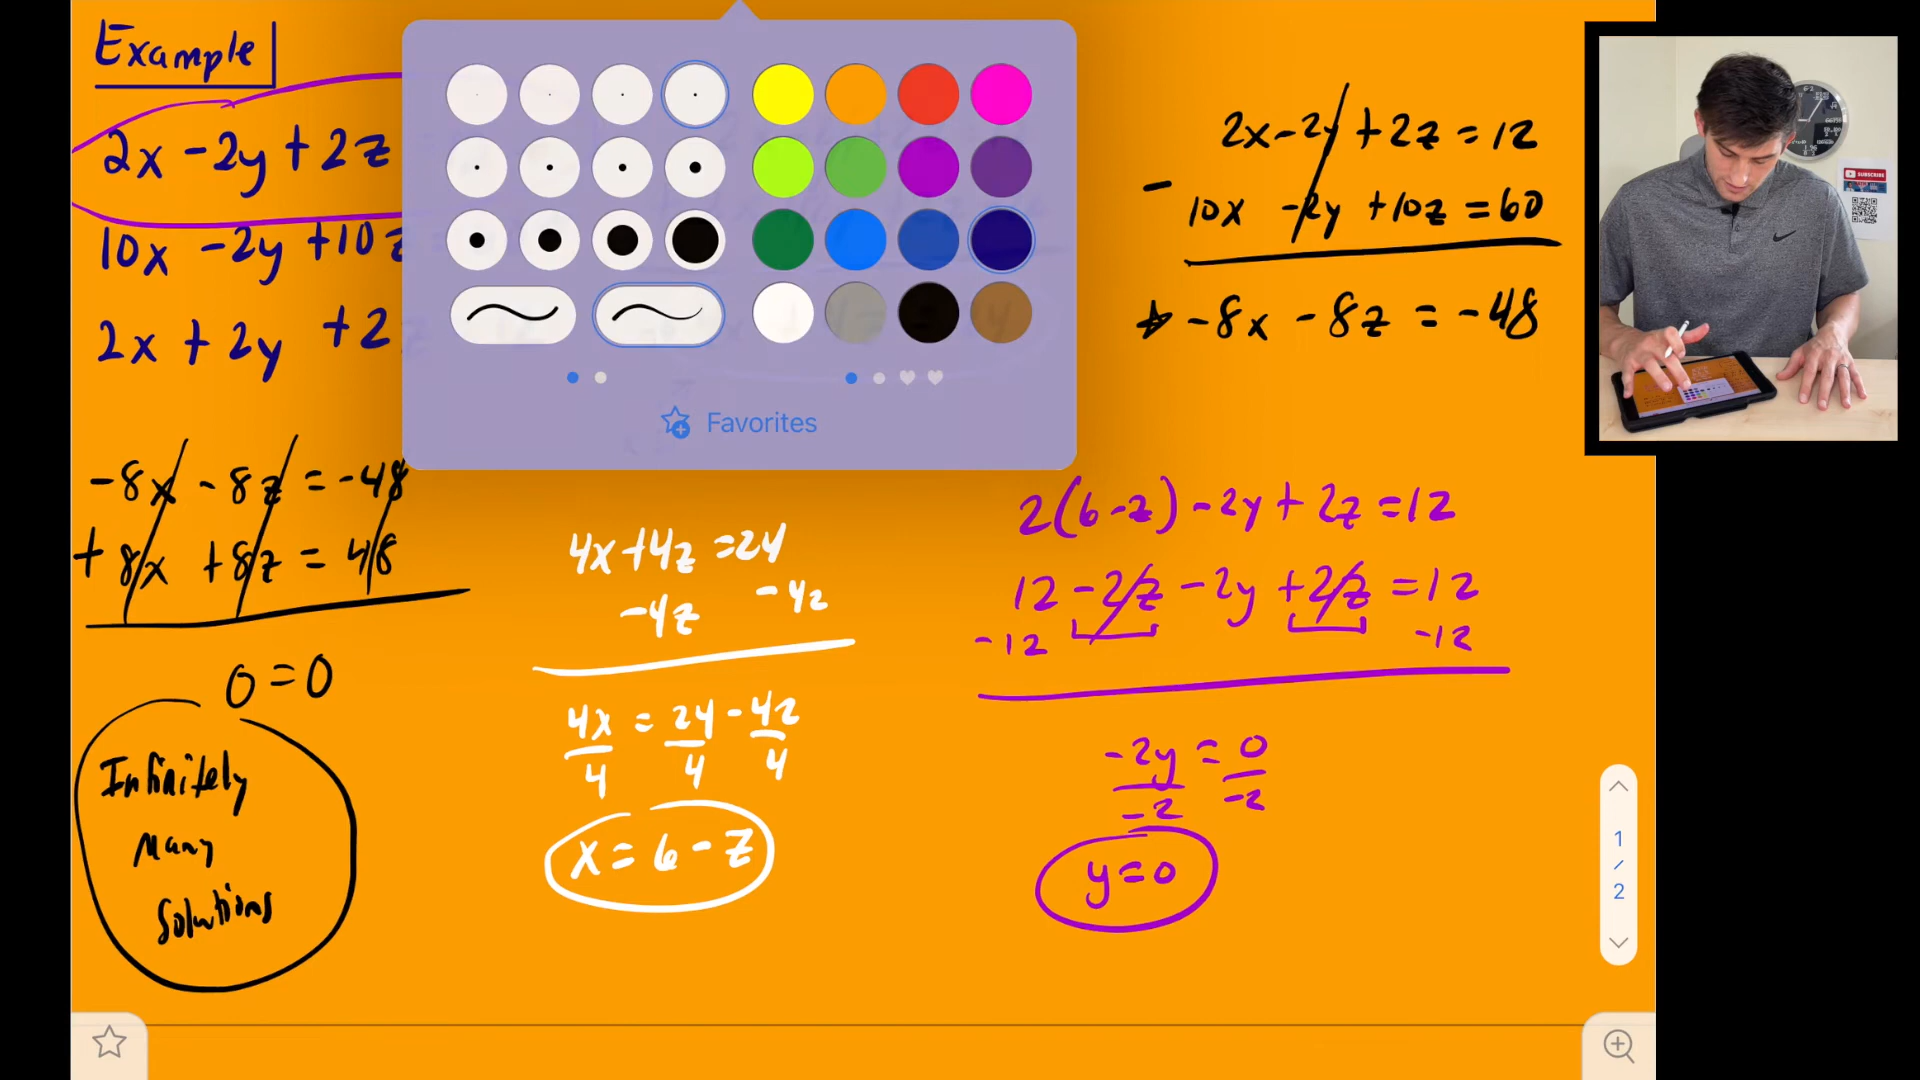 Example
2x - 2y + 2z
10x - 2y + 10z
2x + 2y + 2
Favorites
2x - 2y + 2z = 12
- 10x - 2y + 10z = 60
-8x - 8z = -48
-8x - 8z = -48
+ 8x + 8z = 48
0 = 0
Infinitely
Many
Solutions
4x + 4z = 24
-4z -4z
4x = 24 - 4z
4 4 4
x = 6 - z
2(6 - z) - 2y + 2z = 12
12 - 2z - 2y + 2z = 12
-12 -12
-2y = 0
-2 -2
y = 0
SUBSCRIBE
1
/
2